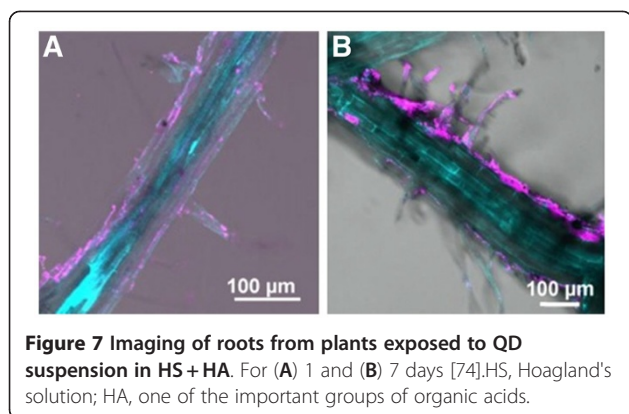 A
B
100 µm
100 µm
Figure 7 Imaging of roots from plants exposed to QD
suspension in HS + HA. For (A) 1 and (B) 7 days [74].HS, Hoagland's
solution; HA, one of the important groups of organic acids.